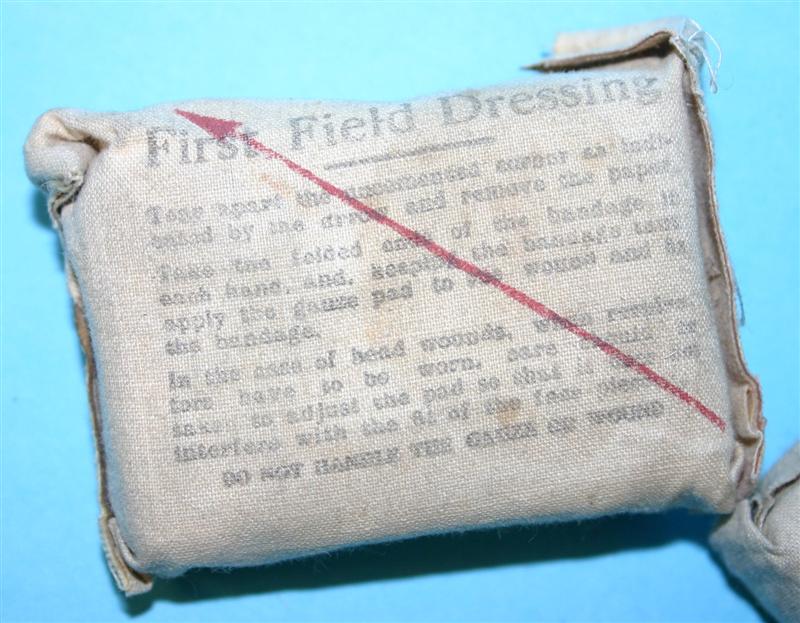 First Field Dressing
Tear apart the uncemented corner as indi-
cated by the arrow and remove the paper.
Take the folded ends of the bandage in
each hand, and, keeping the bandage taut
apply the gauze pad to the wound and fix
the bandage.
In the case of head wounds, when respira-
tors have to be worn, care should be
taken to adjust the pad so that it does not
interfere with the fit of the face piece.
DO NOT HANDLE THE GAUZE OR WOUND